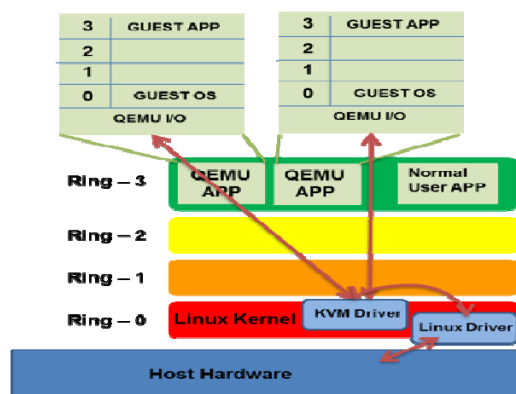 3 GUEST APP
2
1
0 GUEST OS
QEMU I/O
3 GUEST APP
2
1
0 GUEST OS
QEMU I/O
Ring – 3
QEMU
APP
QEMU
APP
Normal
User APP
Ring – 2
Ring – 1
Ring – 0
Linux Kernel
KVM Driver
Linux Driver
Host Hardware